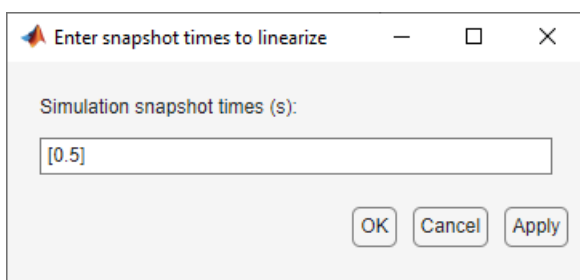 Enter snapshot times to linearize
Simulation snapshot times (s):
[0.5]
OK Cancel Apply